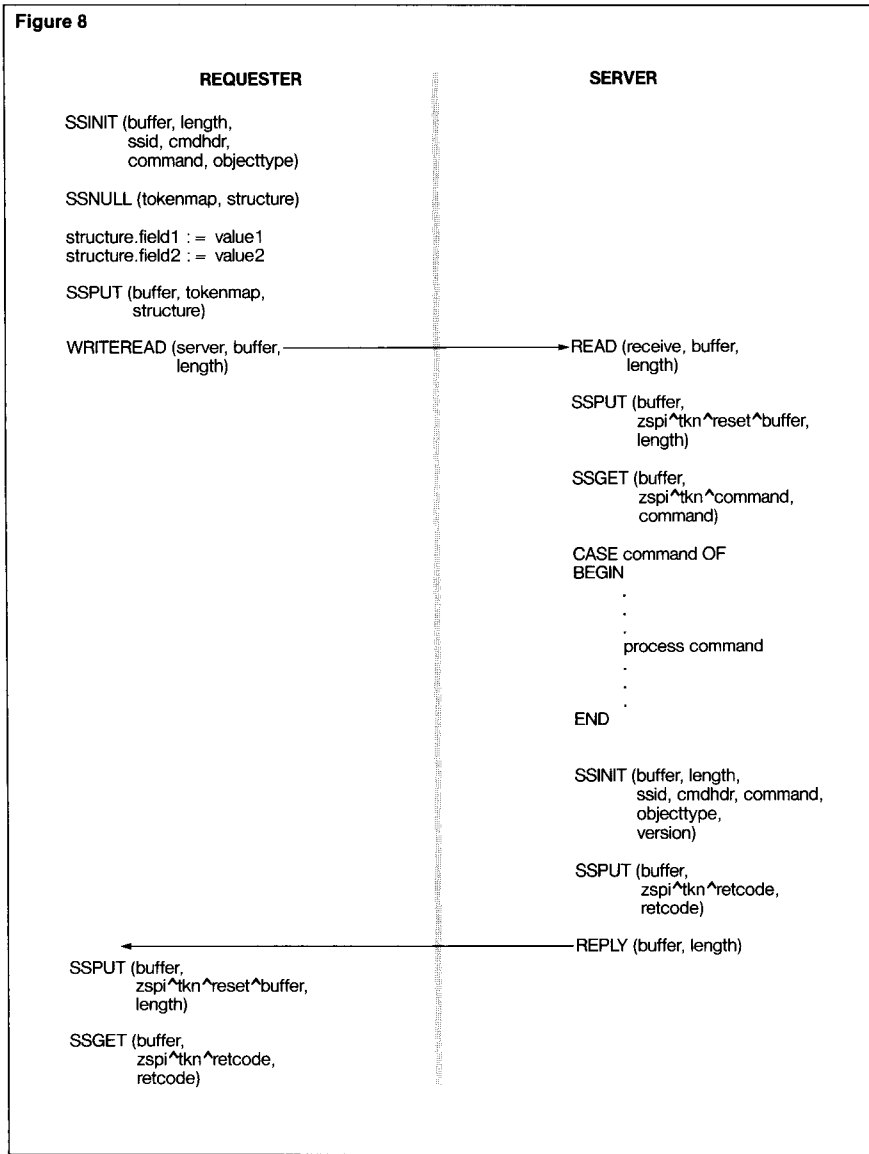 Figure 8
REQUESTER
SSINIT (buffer, length,
ssid, cmdhdr,
command, objecttype)
SSNULL (tokenmap, structure)
structure.field1 : = value1
structure.field2 : = value2
SSPUT (buffer, tokenmap,
structure)
WRITEREAD (server, buffer,
length)
SERVER
READ (receive, buffer,
length)
SSPUT (buffer,
zspi^tkn^reset^buffer,
length)
SSGET (buffer,
zspi^tkn^command,
command)
CASE command OF
BEGIN
.
.
.
process command
.
.
.
END
SSINIT (buffer, length,
ssid, cmdhdr, command,
objecttype,
version)
SSPUT (buffer,
zspi^tkn^retcode,
retcode)
REPLY (buffer, length)
SSPUT (buffer,
zspi^tkn^reset^buffer,
length)
SSGET (buffer,
zspi^tkn^retcode,
retcode)